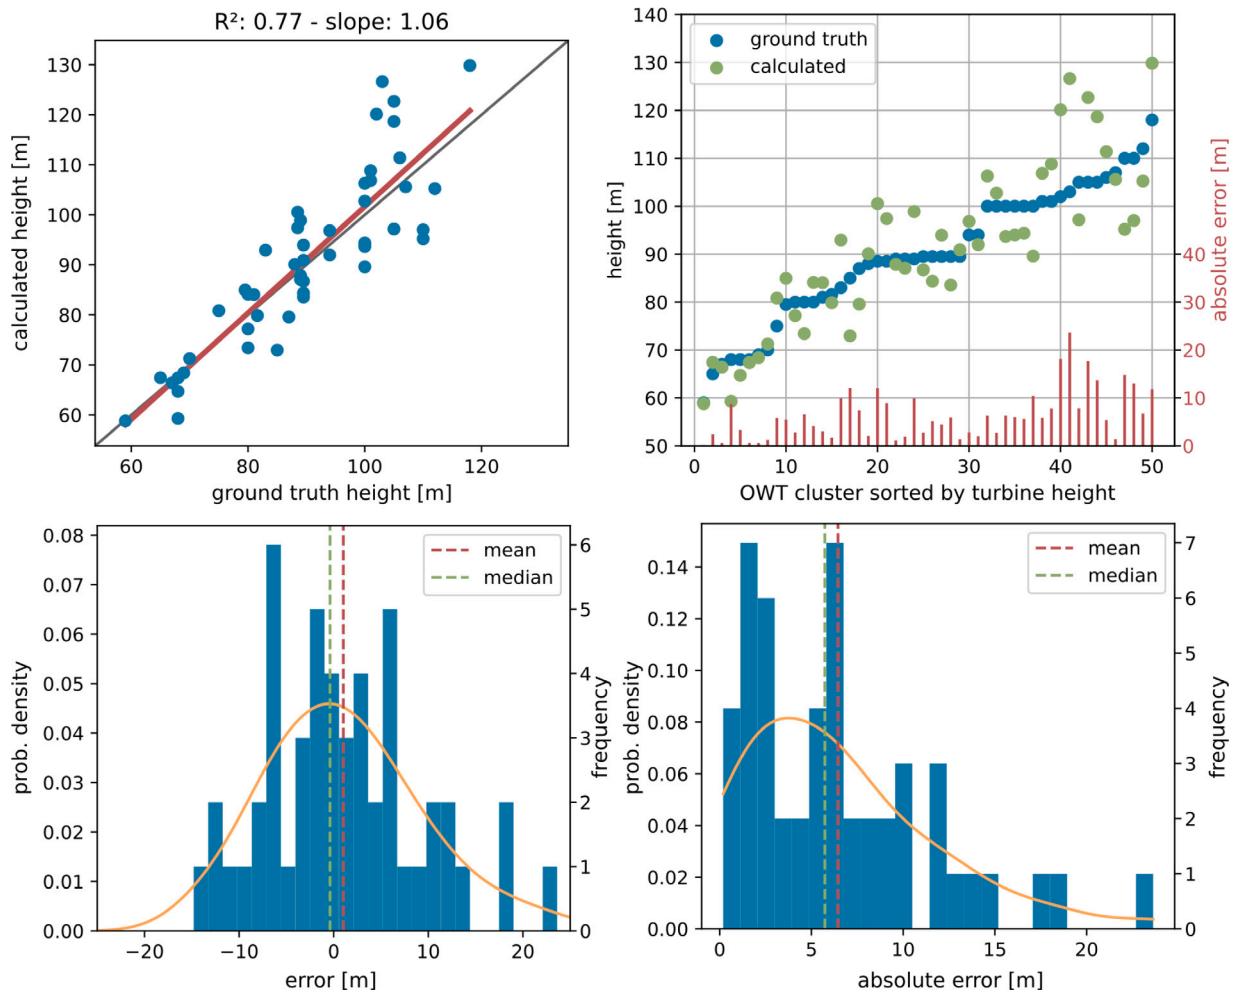 R²: 0.77 - slope: 1.06
130
120
110
100
90
80
70
60
calculated height [m]
60 80 100 120
ground truth height [m]
ground truth
calculated
140
130
120
110
100
90
80
70
60
50
height [m]
40
30
20
10
0
absolute error [m]
0 10 20 30 40 50
OWT cluster sorted by turbine height
mean
median
0.08
0.07
0.06
0.05
0.04
0.03
0.02
0.01
0.00
prob. density
6
5
4
3
2
1
0
frequency
−20 −10 0 10 20
error [m]
mean
median
0.14
0.12
0.10
0.08
0.06
0.04
0.02
0.00
prob. density
7
6
5
4
3
2
1
0
frequency
0 5 10 15 20
absolute error [m]